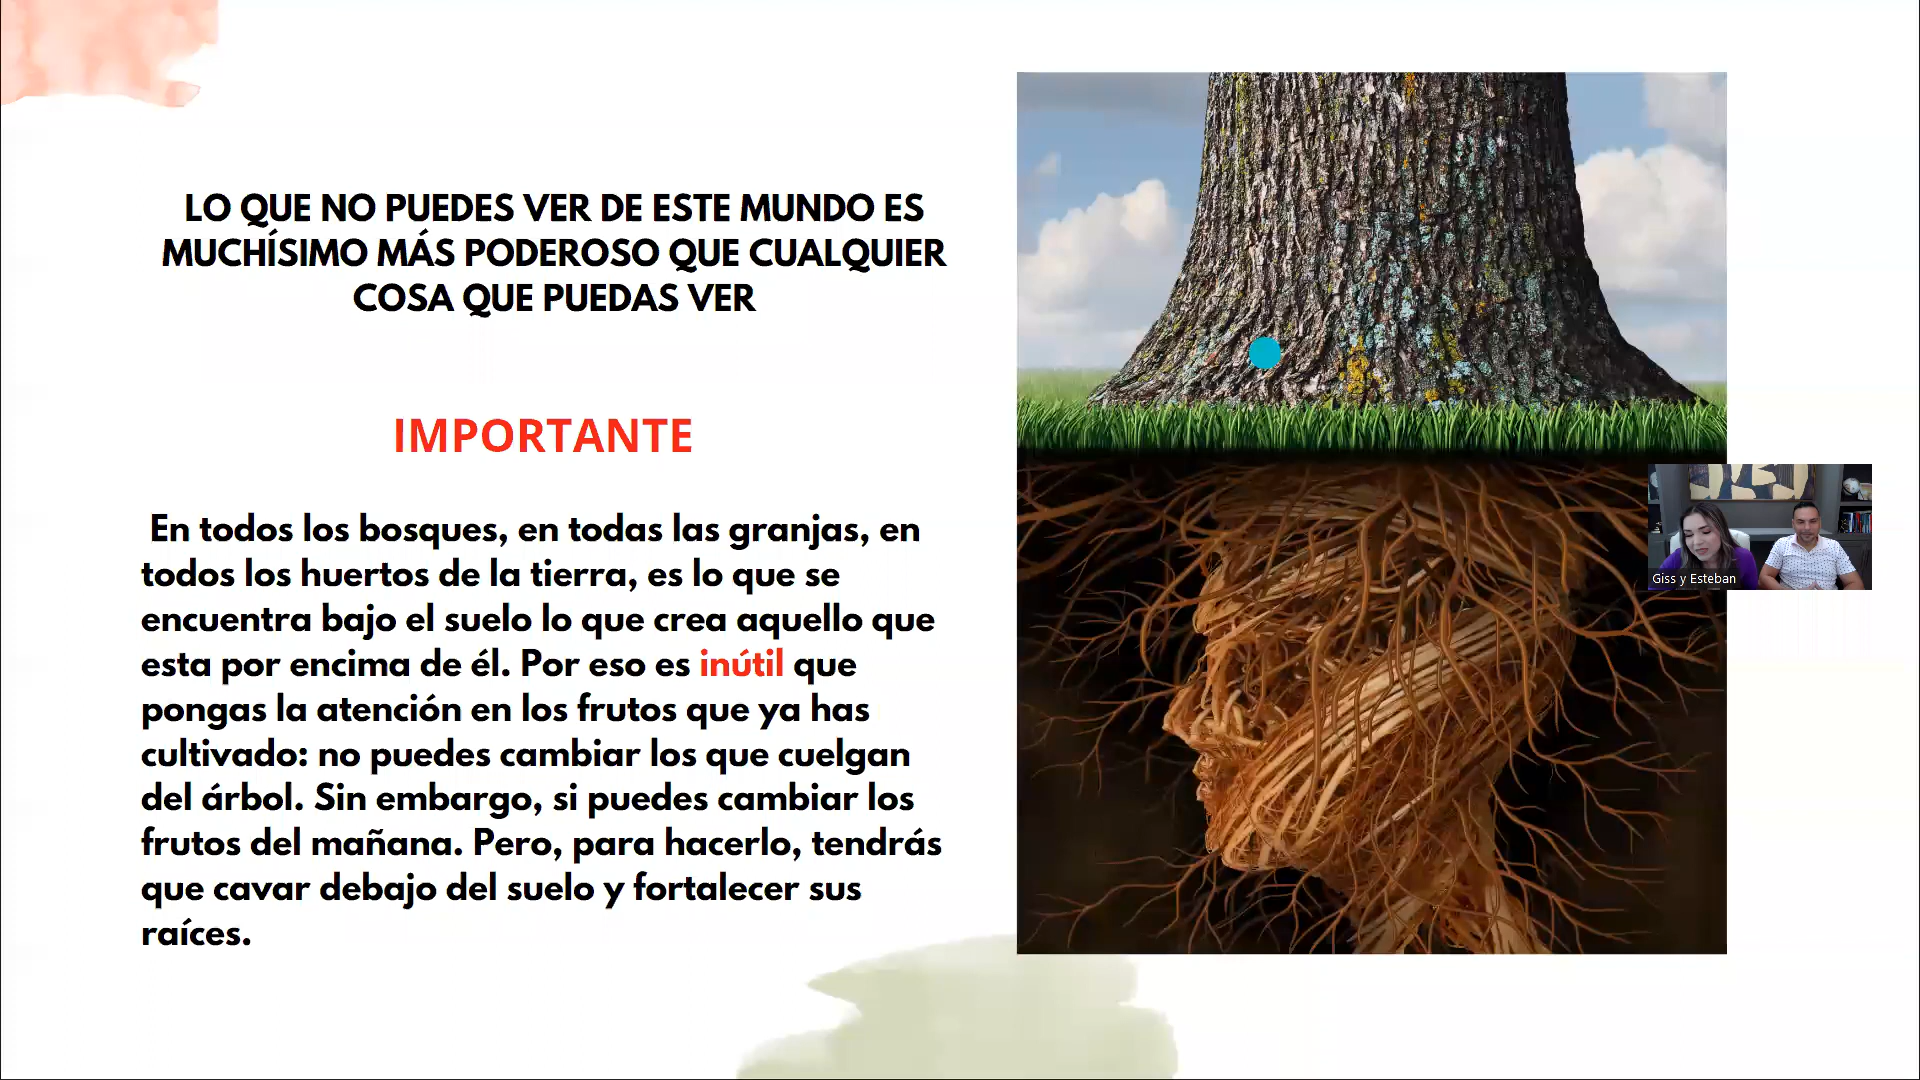 LO QUE NO PUEDES VER DE ESTE MUNDO ES
MUCHÍSIMO MÁS PODEROSO QUE CUALQUIER
COSA QUE PUEDAS VER
IMPORTANTE
En todos los bosques, en todas las granjas, en
todos los huertos de la tierra, es lo que se
encuentra bajo el suelo lo que crea aquello que
esta por encima de él. Por eso es inútil que
pongas la atención en los frutos que ya has
cultivado: no puedes cambiar los que cuelgan
del árbol. Sin embargo, si puedes cambiar los
frutos del mañana. Pero, para hacerlo, tendrás
que cavar debajo del suelo y fortalecer sus
raíces.
Giss y Esteban